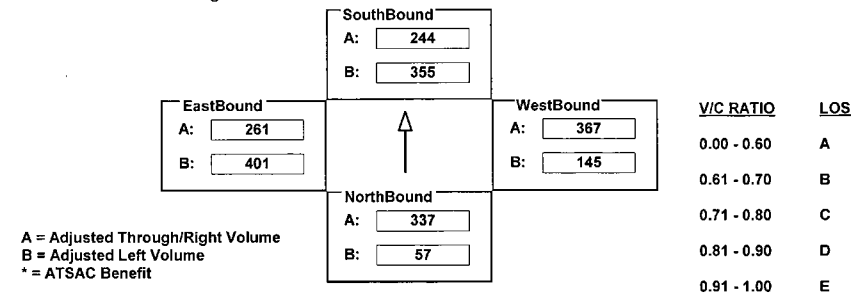 SouthBound
A: 244
B: 355
EastBound
A: 261
B: 401
WestBound
A: 367
B: 145
NorthBound
A: 337
B: 57
A = Adjusted Through/Right Volume
B = Adjusted Left Volume
* = ATSAC Benefit
V/C RATIO LOS
0.00 - 0.60 A
0.61 - 0.70 B
0.71 - 0.80 C
0.81 - 0.90 D
0.91 - 1.00 E